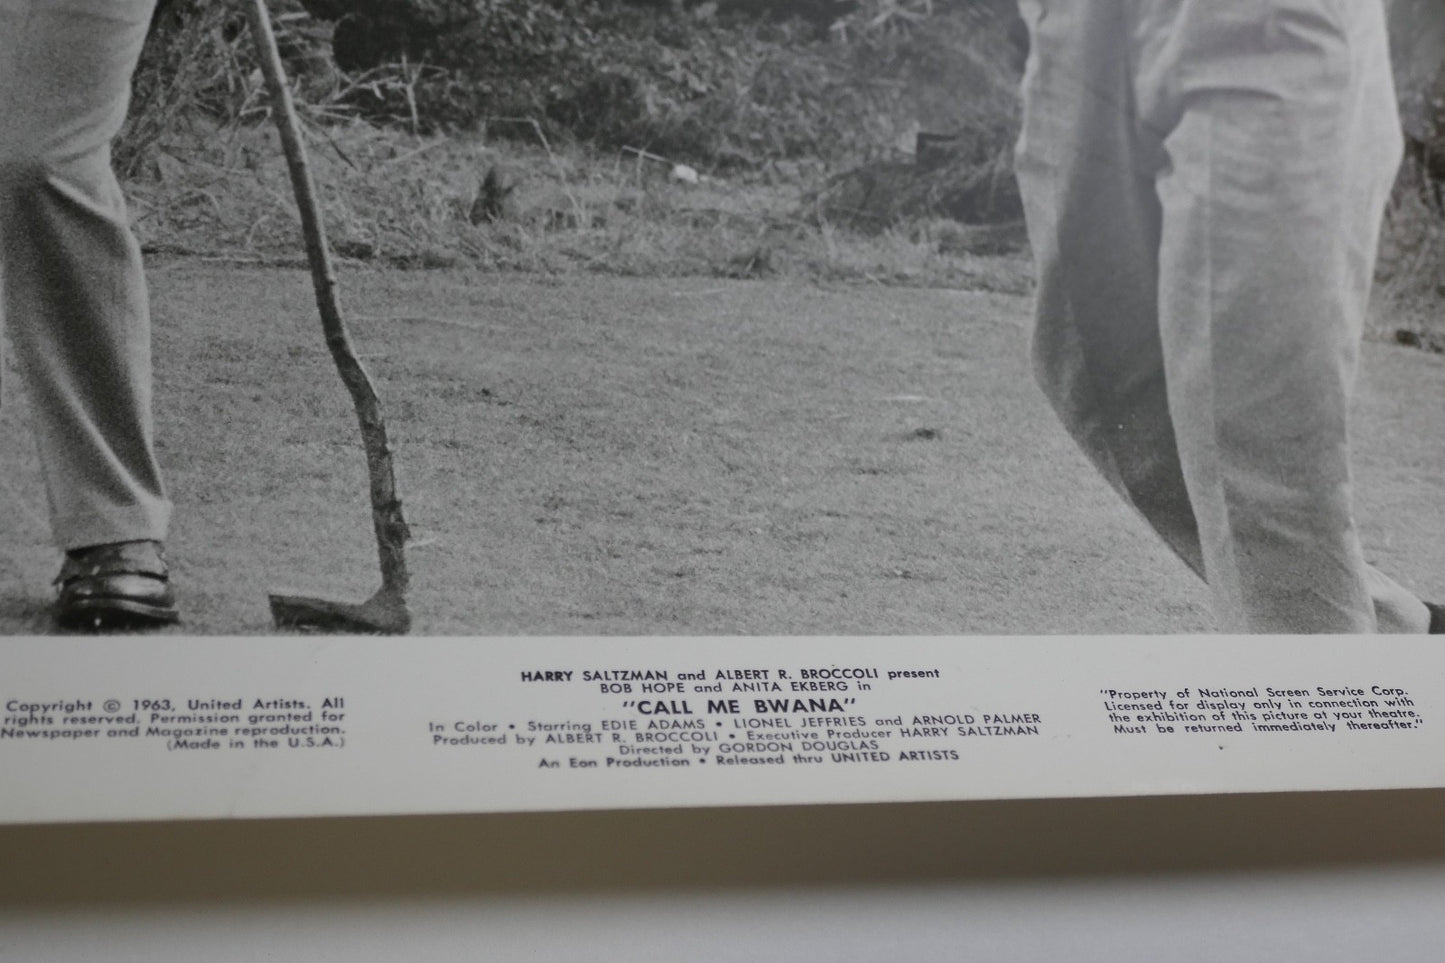 Copyright © 1963, United Artists. All
rights reserved. Permission granted for
Newspaper and Magazine reproduction.
(Made in the U.S.A.)
HARRY SALTZMAN and ALBERT R. BROCCOLI present
BOB HOPE and ANITA EKBERG in
"CALL ME BWANA"
In Color • Starring EDIE ADAMS • LIONEL JEFFRIES and ARNOLD PALMER
Produced by ALBERT R. BROCCOLI • Executive Producer HARRY SALTZMAN
Directed by GORDON DOUGLAS
An Eon Production • Released thru UNITED ARTISTS
"Property of National Screen Service Corp.
Licensed for display only in connection with
the exhibition of this picture at your theatre.
Must be returned immediately thereafter."